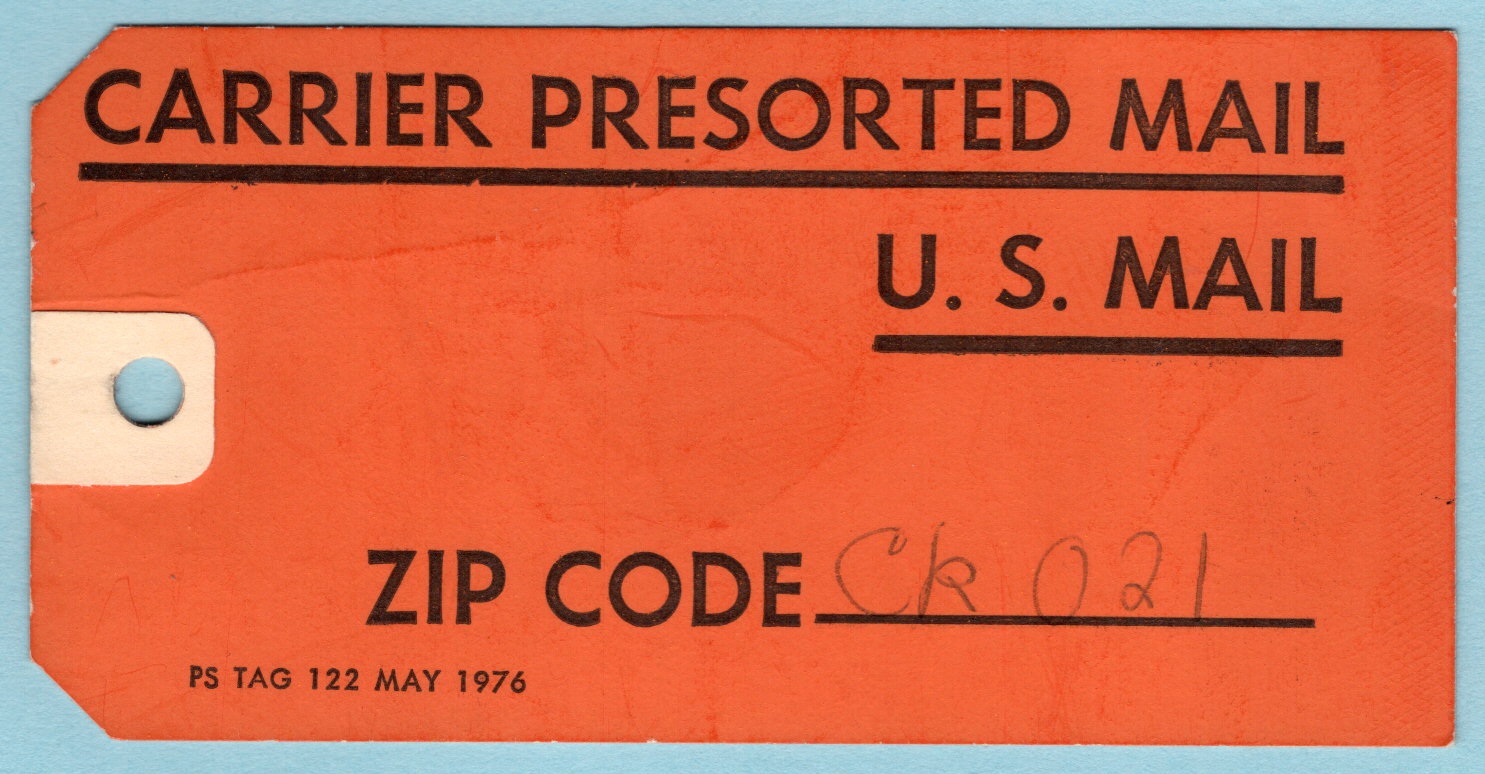 CARRIER PRESORTED MAIL
U. S. MAIL
ZIP CODE Ck 021
PS TAG 122 MAY 1976